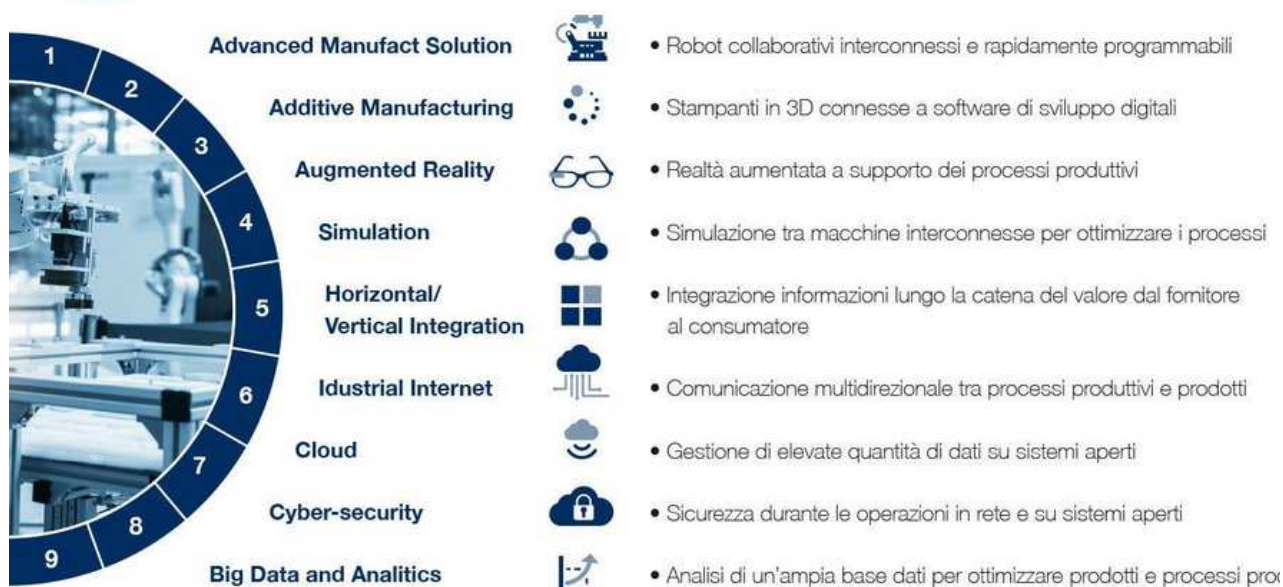 1
Advanced Manufact Solution
• Robot collaborativi interconnessi e rapidamente programmabili
2
Additive Manufacturing
• Stampanti in 3D connesse a software di sviluppo digitali
3
Augmented Reality
• Realtà aumentata a supporto dei processi produttivi
4
Simulation
• Simulazione tra macchine interconnesse per ottimizzare i processi
5
Horizontal/
Vertical Integration
• Integrazione informazioni lungo la catena del valore dal fornitore
al consumatore
6
Idustrial Internet
• Comunicazione multidirezionale tra processi produttivi e prodotti
7
Cloud
• Gestione di elevate quantità di dati su sistemi aperti
8
Cyber-security
• Sicurezza durante le operazioni in rete e su sistemi aperti
9
Big Data and Analitics
• Analisi di un'ampia base dati per ottimizzare prodotti e processi